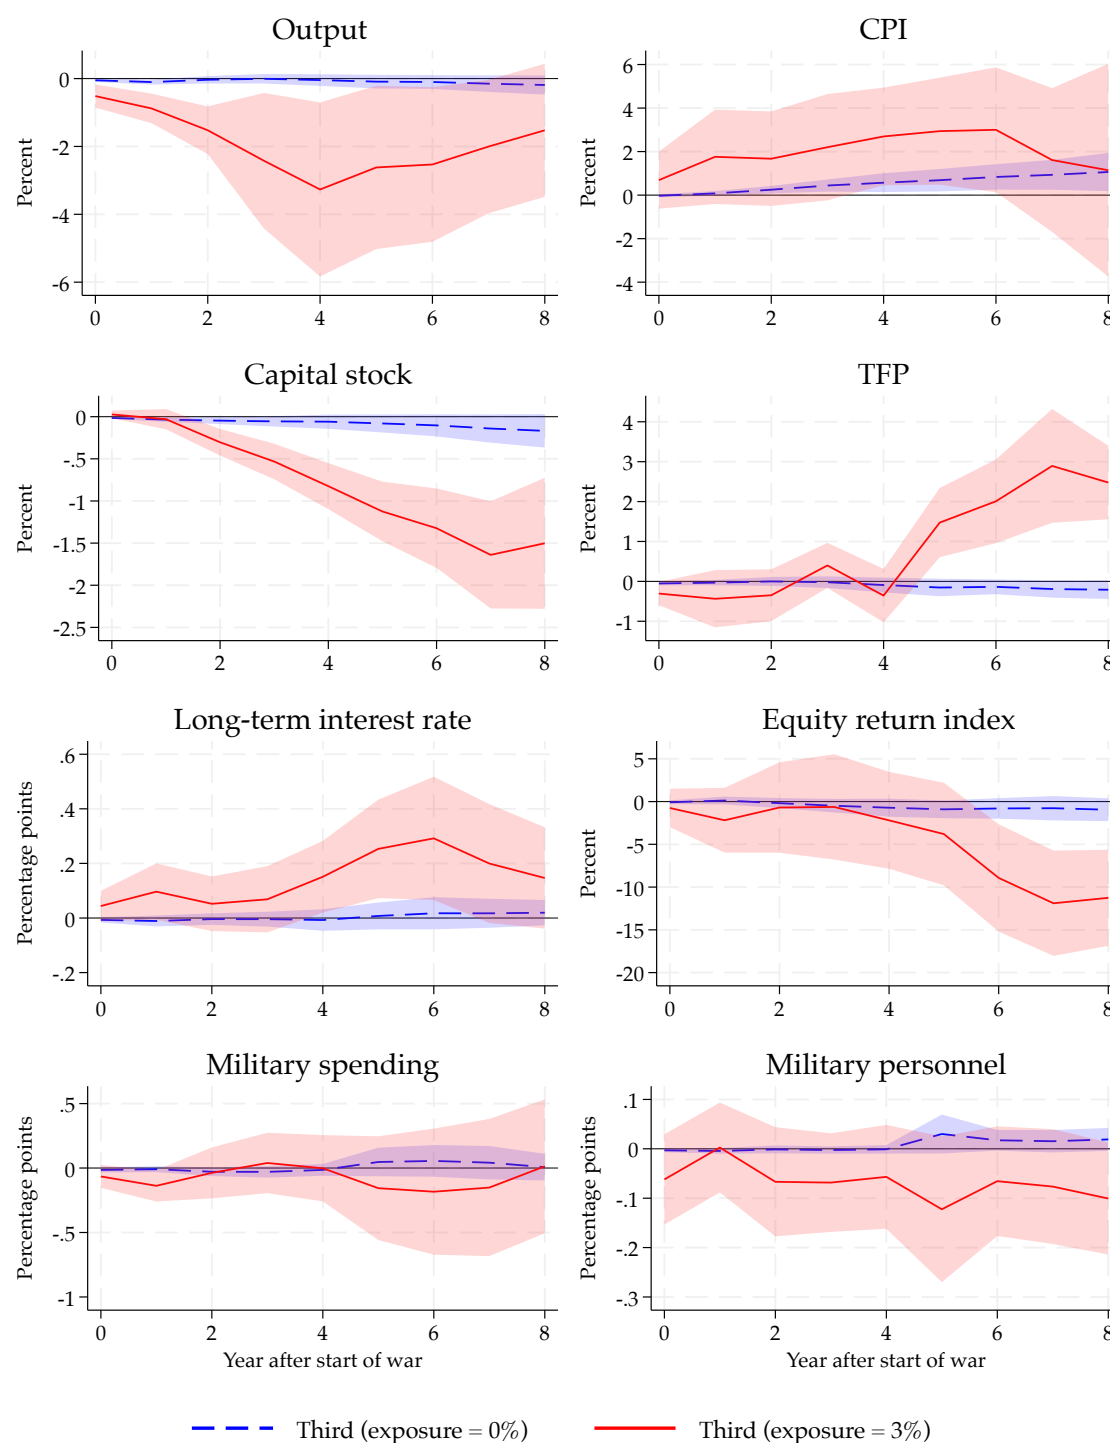 Output
Percent
0
-2
-4
-6
0 2 4 6 8
CPI
Percent
6
4
2
0
-2
-4
0 2 4 6 8
Capital stock
Percent
0
-.5
-1
-1.5
-2
-2.5
0 2 4 6 8
TFP
Percent
4
3
2
1
0
-1
0 2 4 6 8
Long-term interest rate
Percentage points
.6
.4
.2
0
-.2
0 2 4 6 8
Equity return index
Percent
5
0
-5
-10
-15
-20
0 2 4 6 8
Military spending
Percentage points
.5
0
-.5
-1
0 2 4 6 8
Year after start of war
Military personnel
Percentage points
.1
0
-.1
-.2
-.3
0 2 4 6 8
Year after start of war
Third (exposure = 0%)
Third (exposure = 3%)